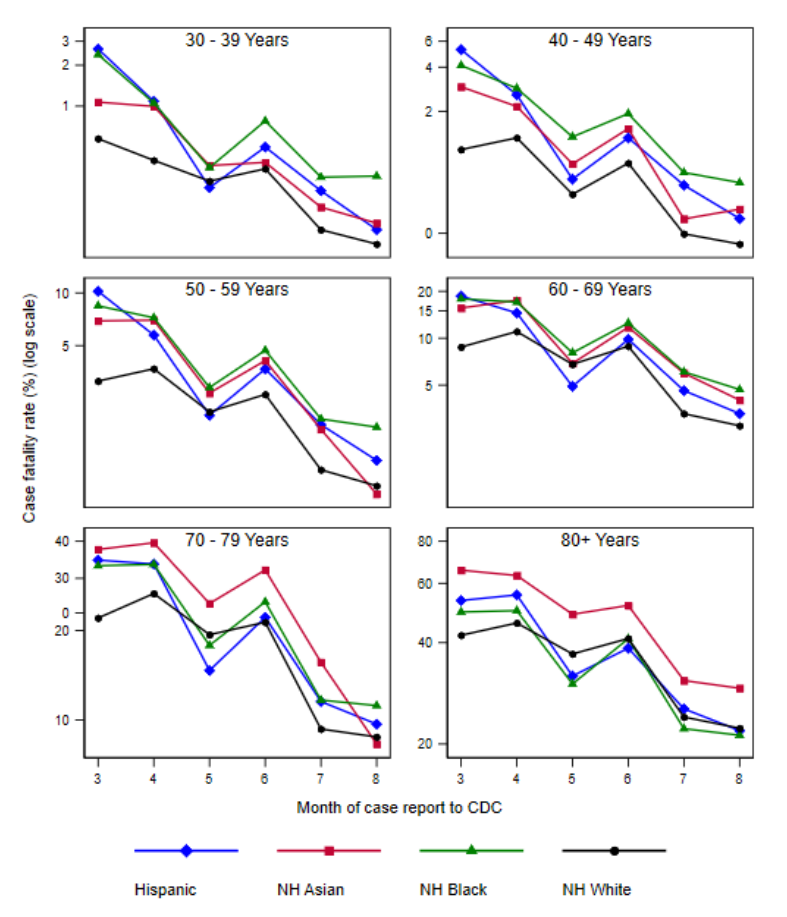 30 - 39 Years
3
2
1
40 - 49 Years
6
4
2
0
Case fatality rate (%) (log scale)
50 - 59 Years
10
5
60 - 69 Years
20
15
10
5
70 - 79 Years
40
30
0
20
10
3 4 5 6 7 8
80+ Years
80
60
40
20
3 4 5 6 7 8
Month of case report to CDC
Hispanic NH Asian NH Black NH White